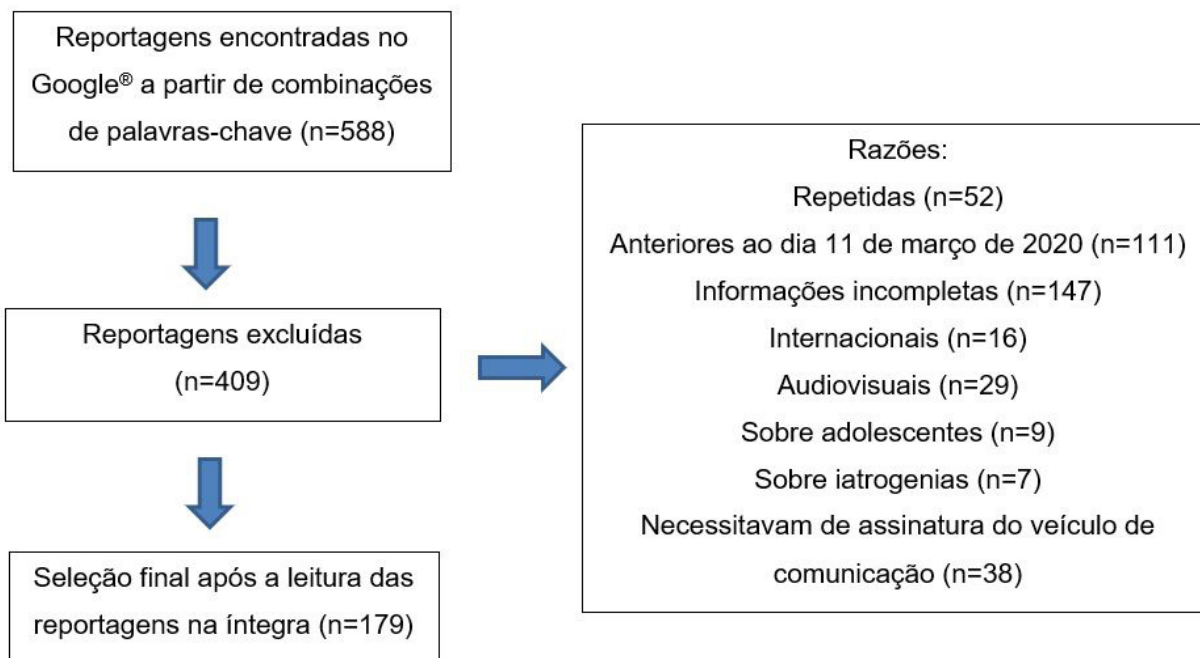 Reportagens encontradas no
Google® a partir de combinações
de palavras-chave (n=588)
Reportagens excluídas
(n=409)
Razões:
Repetidas (n=52)
Anteriores ao dia 11 de março de 2020 (n=111)
Informações incompletas (n=147)
Internacionais (n=16)
Audiovisuais (n=29)
Sobre adolescentes (n=9)
Sobre iatrogenias (n=7)
Necessitavam de assinatura do veículo de
comunicação (n=38)
Seleção final após a leitura das
reportagens na íntegra (n=179)